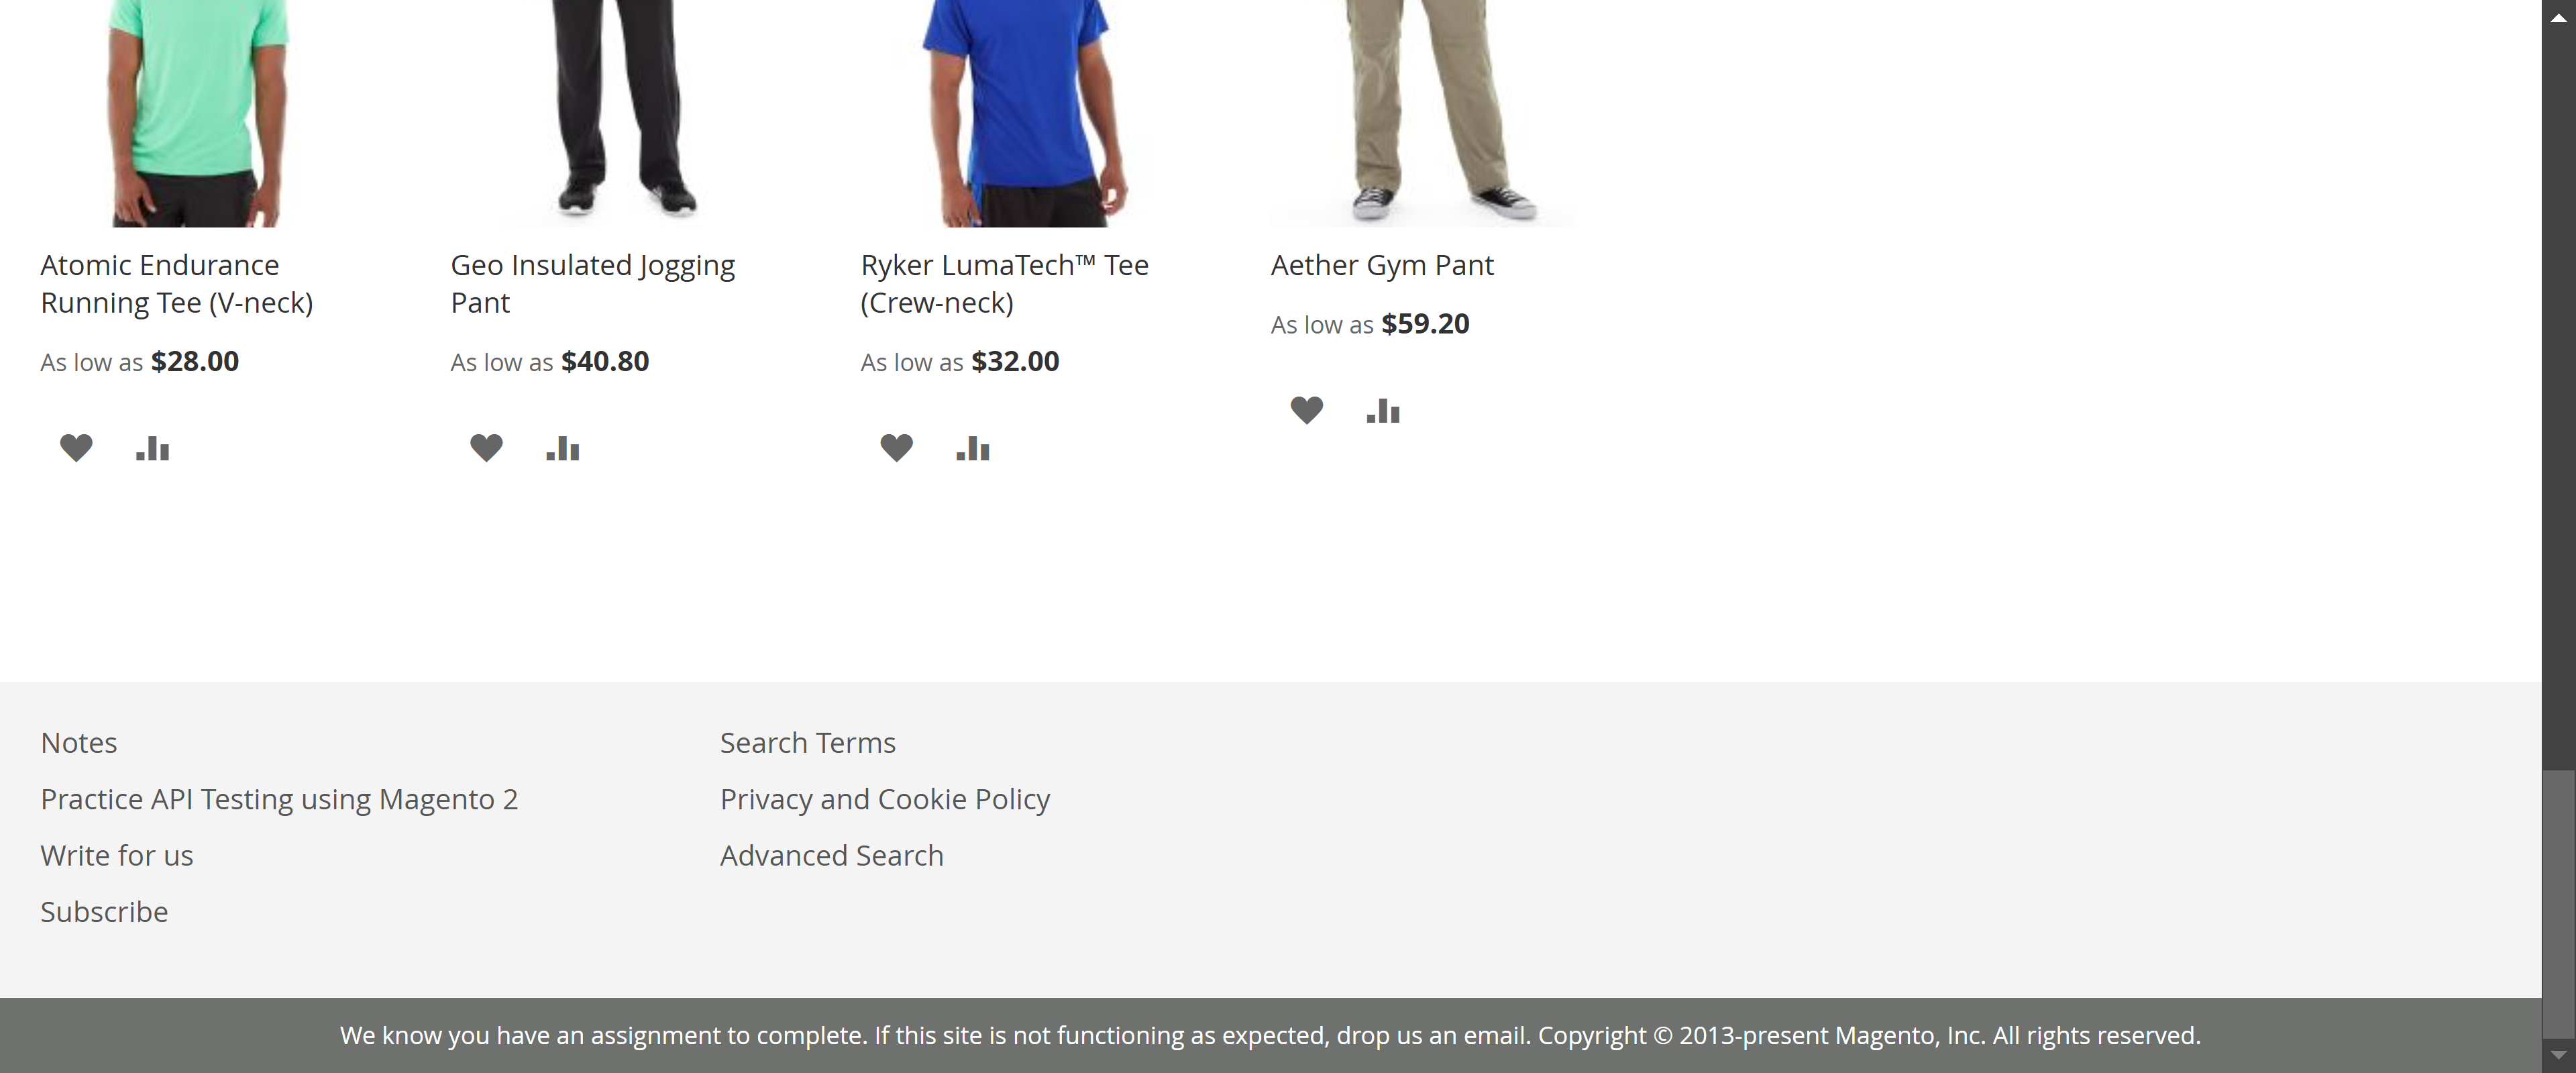 Atomic Endurance
Running Tee (V-neck)
As low as $28.00
Geo Insulated Jogging
Pant
As low as $40.80
Ryker LumaTech™ Tee
(Crew-neck)
As low as $32.00
Aether Gym Pant
As low as $59.20
Notes
Practice API Testing using Magento 2
Write for us
Subscribe
Search Terms
Privacy and Cookie Policy
Advanced Search
We know you have an assignment to complete. If this site is not functioning as expected, drop us an email. Copyright © 2013-present Magento, Inc. All rights reserved.